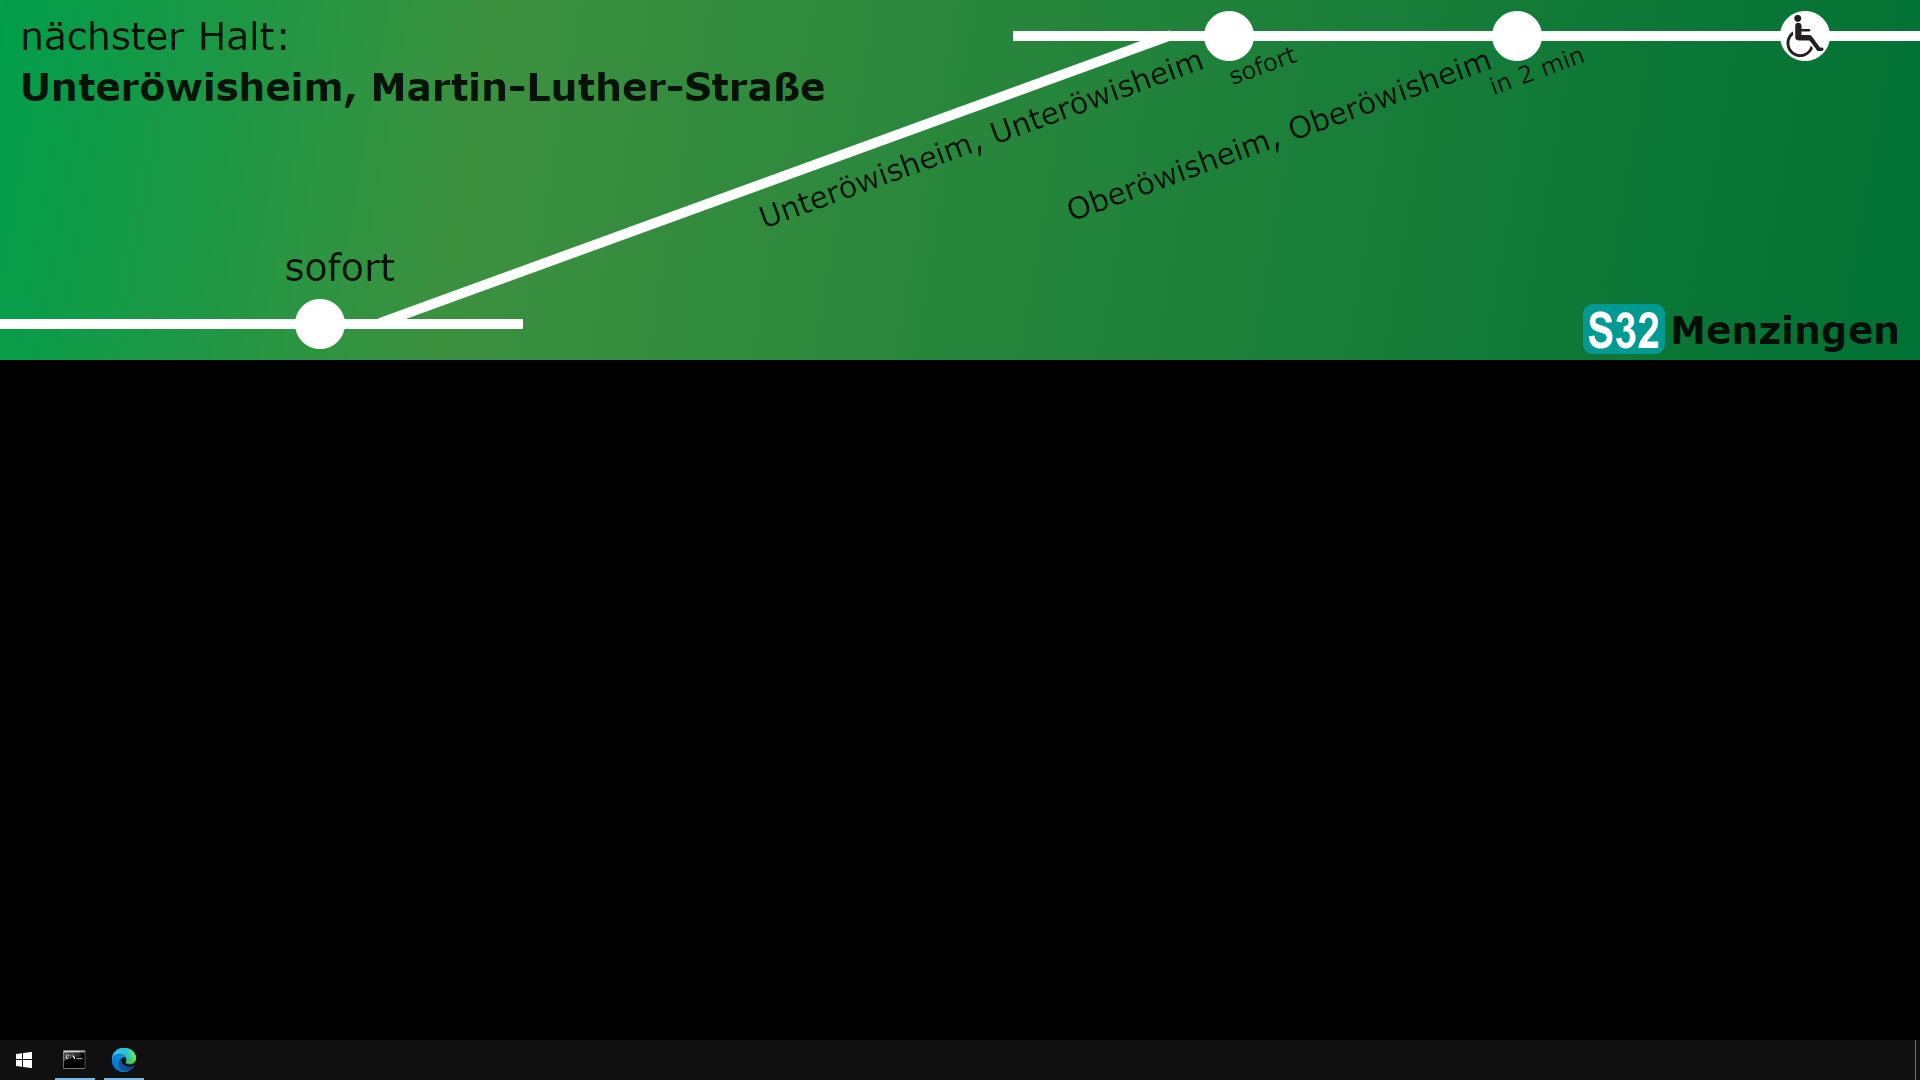 nächster Halt:
Unteröwisheim, Martin-Luther-Straße
sofort
Unteröwisheim, Unteröwisheim
sofort
Oberöwisheim, Oberöwisheim
in 2 min
S32 Menzingen